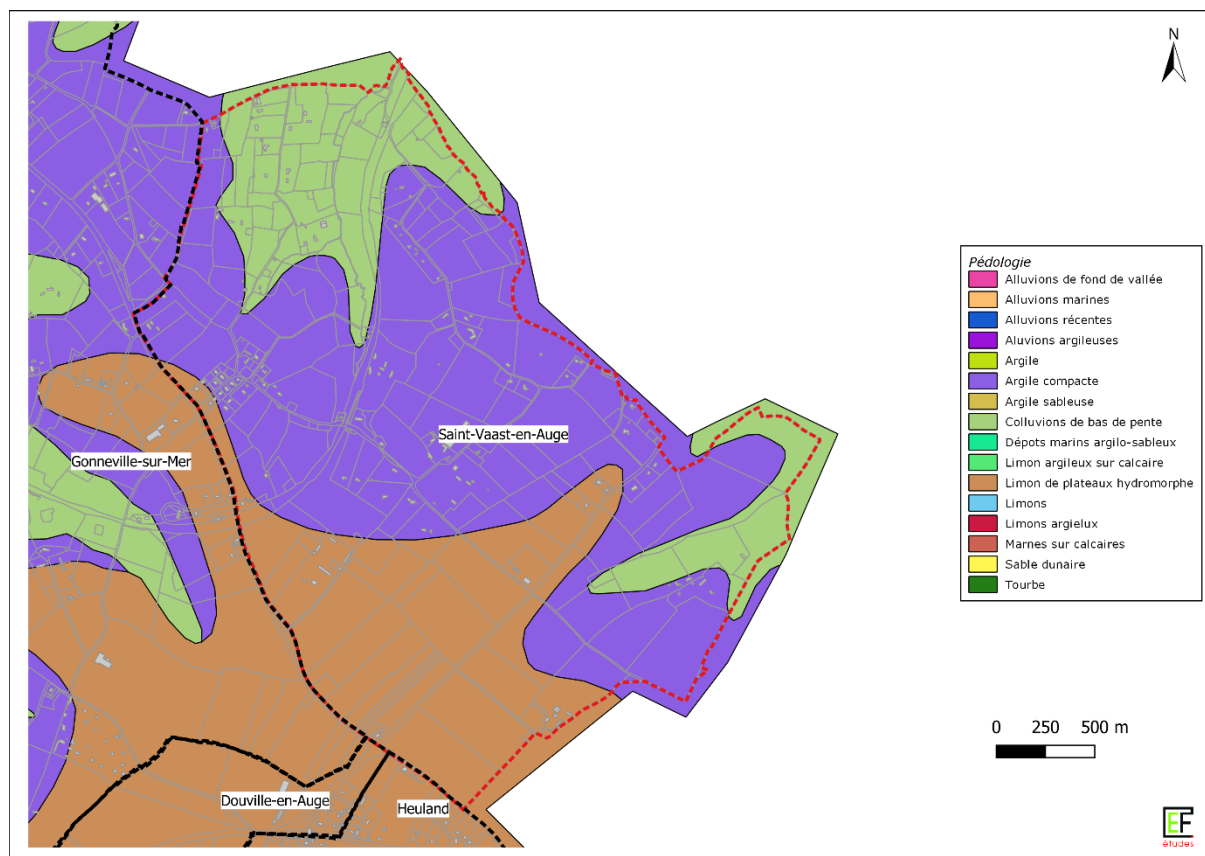 N
Saint-Vaast-en-Auge
Gonneville-sur-Mer
Douville-en-Auge
Heuland
Pédologie
Alluvions de fond de vallée
Alluvions marines
Alluvions récentes
Aluvions argileuses
Argile
Argile compacte
Argile sableuse
Colluvions de bas de pente
Dépots marins argilo-sableux
Limon argileux sur calcaire
Limon de plateaux hydromorphe
Limons
Limons argielux
Marnes sur calcaires
Sable dunaire
Tourbe
0 250 500 m
EF
études